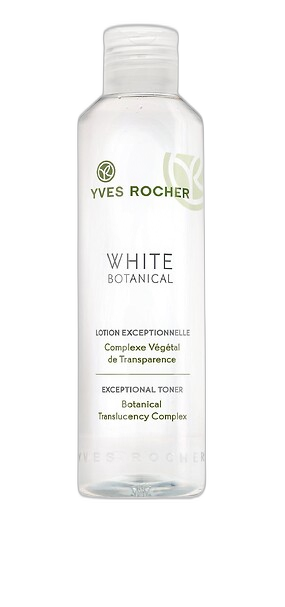 YVES ROCHER
WHITE
BOTANICAL
LOTION EXCEPTIONNELLE
Complexe Végétal
de Transparence
EXCEPTIONAL TONER
Botanical
Translucency Complex
YVES ROCHER